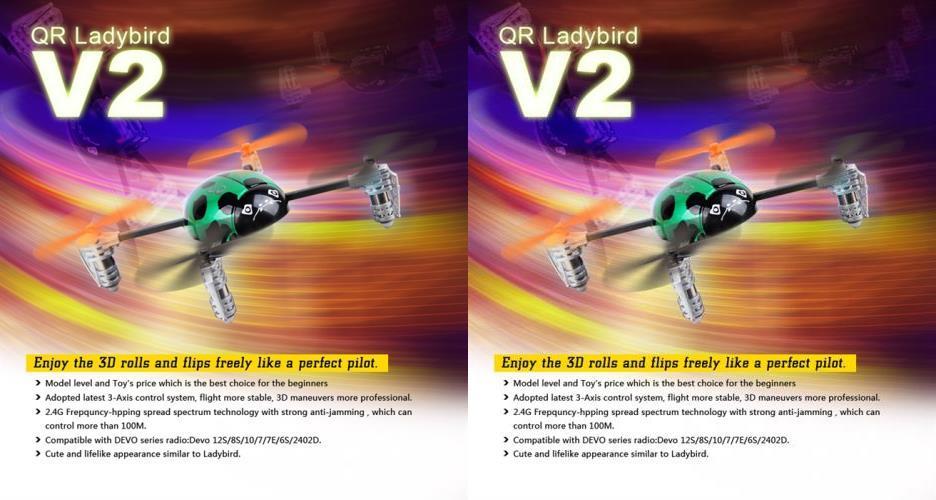 QR Ladybird
V2
Enjoy the 3D rolls and flips freely like a perfect pilot.
Model level and Toy's price which is the best choice for the beginners
Adopted latest 3-Axis control system, flight more stable, 3D maneuvers more professional.
2.4G Frepquncy-hpping spread spectrum technology with strong anti-jamming , which can
control more than 100M.
Compatible with DEVO series radio:Devo 12S/8S/10/7/7E/6S/2402D.
Cute and lifelike appearance similar to Ladybird.
QR Ladybird
V2
Enjoy the 3D rolls and flips freely like a perfect pilot.
Model level and Toy's price which is the best choice for the beginners
Adopted latest 3-Axis control system, flight more stable, 3D maneuvers more professional.
2.4G Frepquncy-hpping spread spectrum technology with strong anti-jamming , which can
control more than 100M.
Compatible with DEVO series radio:Devo 12S/8S/10/7/7E/6S/2402D.
Cute and lifelike appearance similar to Ladybird.